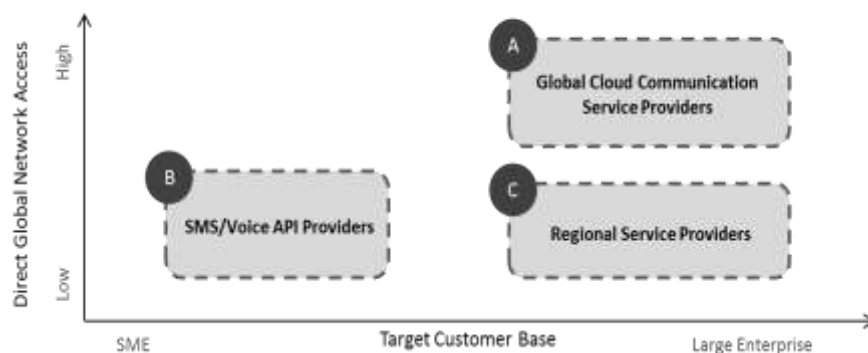 Direct Global Network Access
High
Low
A
Global Cloud Communication
Service Providers
B
SMS/Voice API Providers
C
Regional Service Providers
SME
Target Customer Base
Large Enterprise